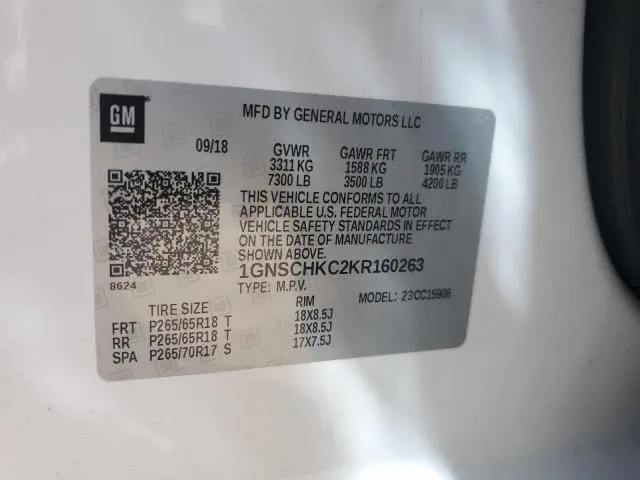 GM
MFD BY GENERAL MOTORS LLC
09/18 GVWR GAWR FRT GAWR RR
3311 KG 1588 KG 1905 KG
7300 LB 3500 LB 4200 LB
THIS VEHICLE CONFORMS TO ALL
APPLICABLE U.S. FEDERAL MOTOR
VEHICLE SAFETY STANDARDS IN EFFECT
ON THE DATE OF MANUFACTURE
SHOWN ABOVE.
1GNSCHKC2KR160263
8624
TYPE: M.P.V. MODEL: 23CC15906
TIRE SIZE RIM
FRT P265/65R18 T 18X8.5J
RR P265/65R18 T 18X8.5J
SPA P265/70R17 S 17X7.5J